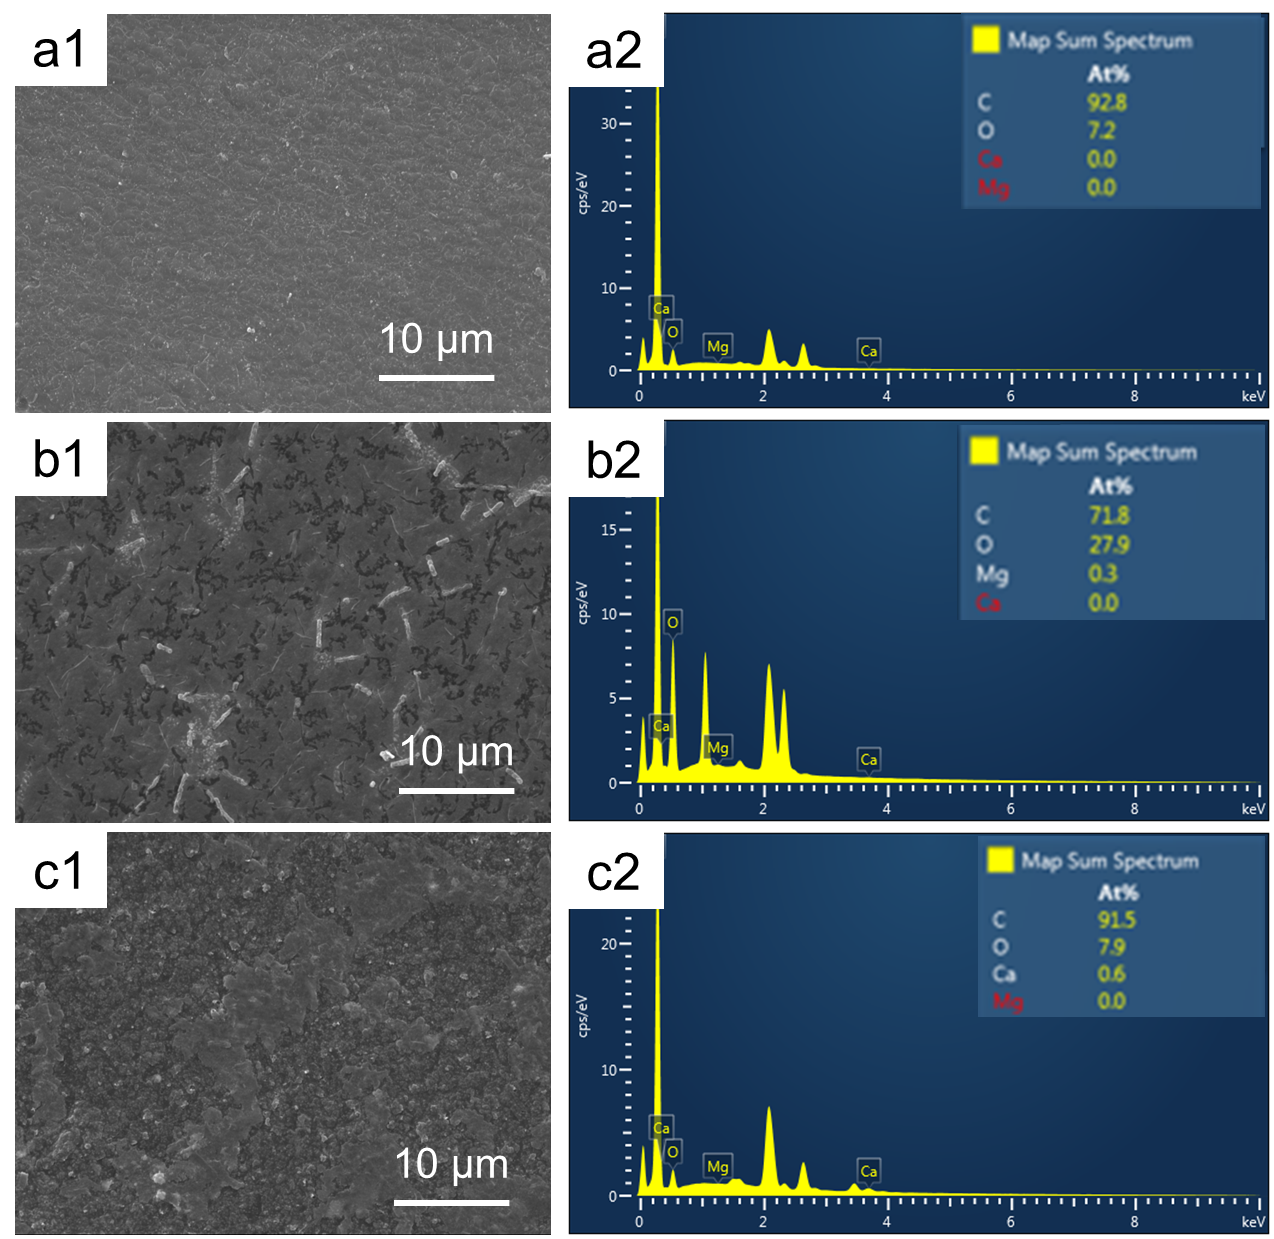 a1
10 μm
a2
Map Sum Spectrum
At%
C 92.8
O 7.2
Ca 0.0
Mg 0.0
cps/eV
30
20
10
0
Ca
O
Mg
Ca
0 2 4 6 8 keV
b1
10 μm
b2
Map Sum Spectrum
At%
C 71.8
O 27.9
Mg 0.3
Ca 0.0
cps/eV
15
10
5
0
O
Ca
Mg
Ca
0 2 4 6 8 keV
c1
10 μm
c2
Map Sum Spectrum
At%
C 91.5
O 7.9
Ca 0.6
Mg 0.0
cps/eV
20
10
0
Ca
O
Mg
Ca
0 2 4 6 8 keV